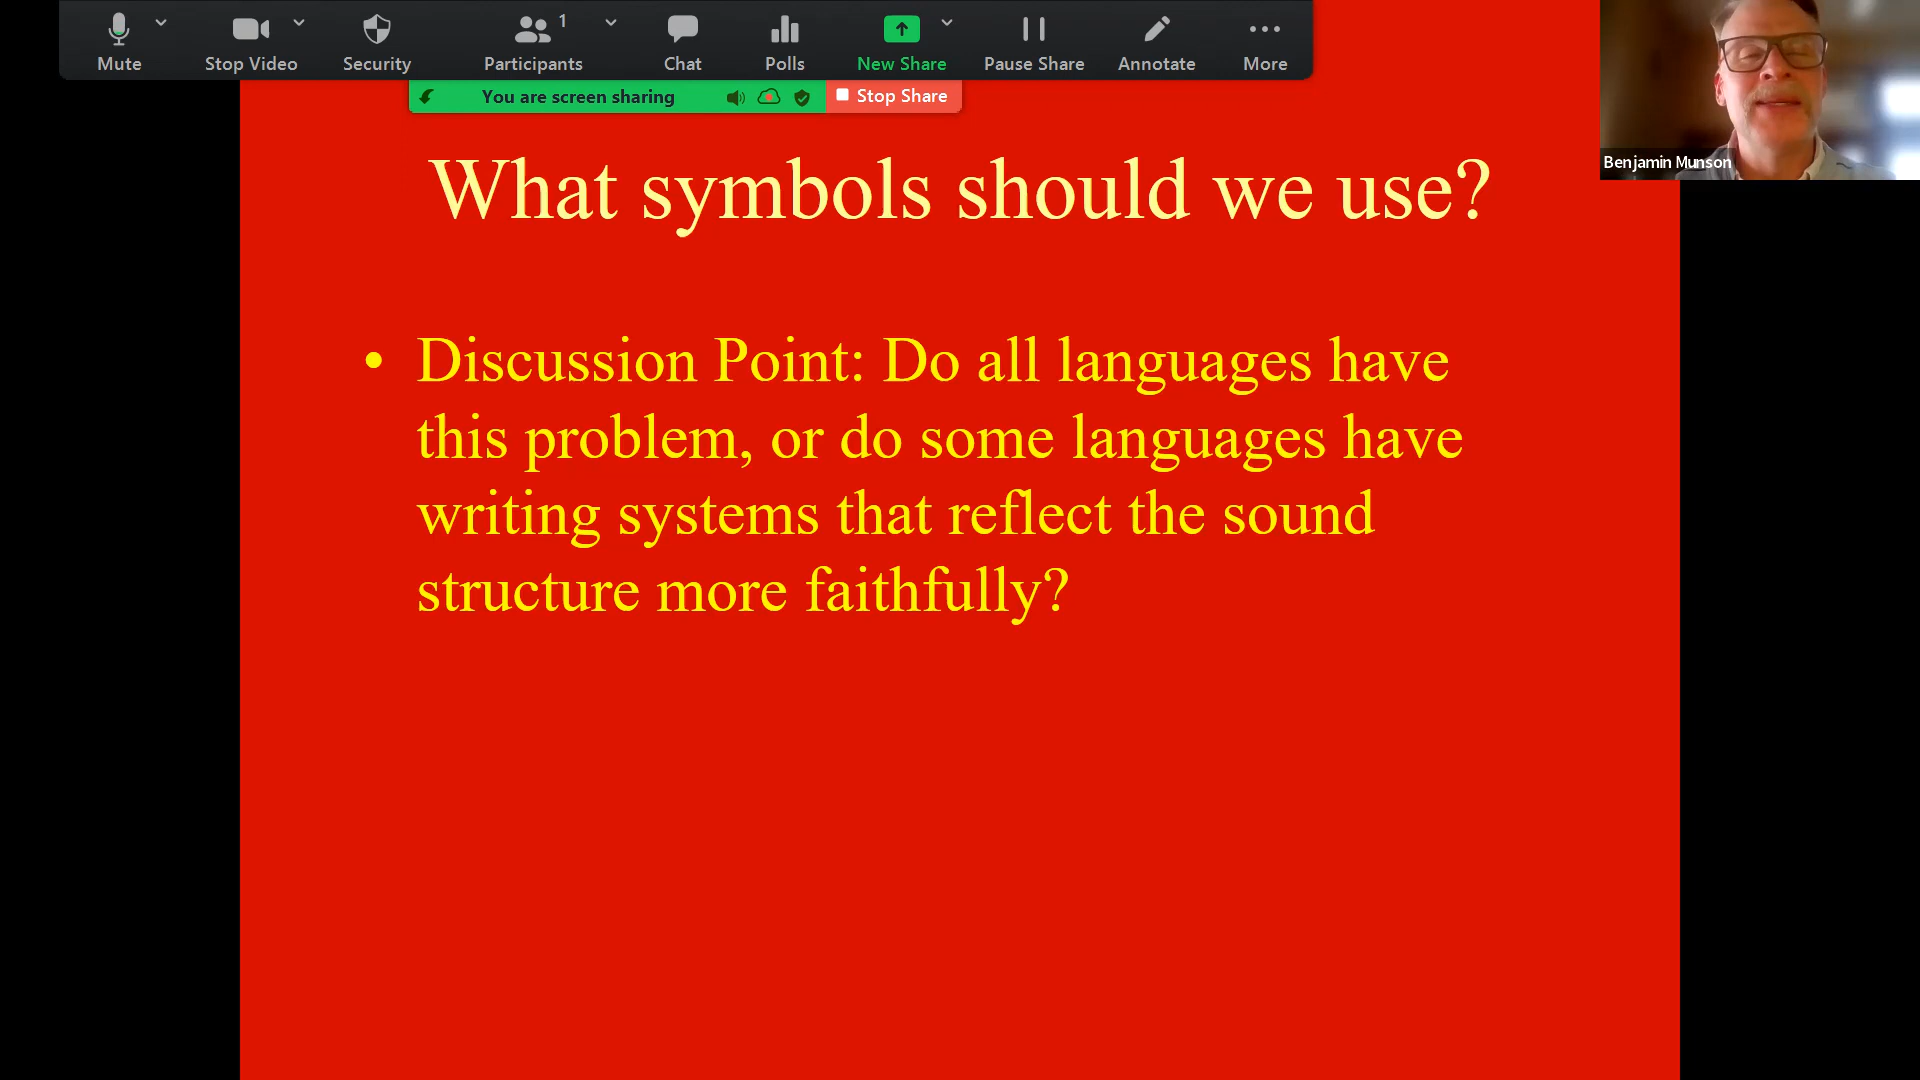 Mute
Stop Video
Security
Participants
1
Chat
Polls
New Share
Pause Share
Annotate
More
You are screen sharing
Stop Share
Benjamin Munson
What symbols should we use?
• Discussion Point: Do all languages have
this problem, or do some languages have
writing systems that reflect the sound
structure more faithfully?